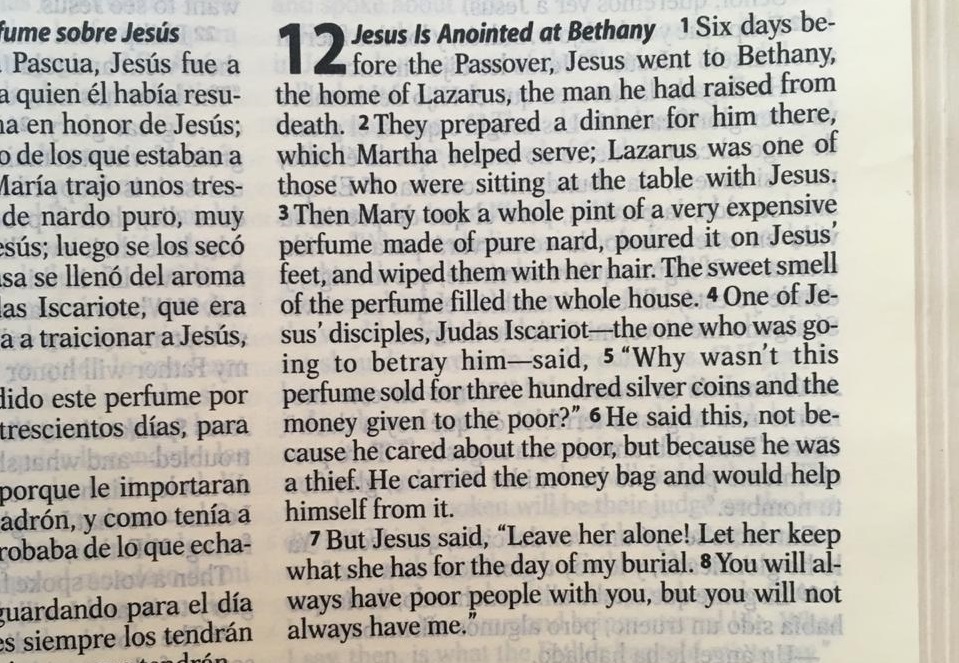 fume sobre Jesús
Pascua, Jesús fue a
a quien él había resu-
na en honor de Jesús;
o de los que estaban a
María trajo unos tres-
de nardo puro, muy
esús; luego se los secó
asa se llenó del aroma
las Iscariote, que era
a a traicionar a Jesús,
dido este perfume por
trescientos días, para
porque le importaran
adrón, y como tenía a
robaba de lo que echa-
guardando para el día
es siempre los tendrán
12 Jesus Is Anointed at Bethany 1 Six days be-
fore the Passover, Jesus went to Bethany,
the home of Lazarus, the man he had raised from
death. 2 They prepared a dinner for him there,
which Martha helped serve; Lazarus was one of
those who were sitting at the table with Jesus.
3 Then Mary took a whole pint of a very expensive
perfume made of pure nard, poured it on Jesus’
feet, and wiped them with her hair. The sweet smell
of the perfume filled the whole house. 4 One of Je-
sus’ disciples, Judas Iscariot—the one who was go-
ing to betray him—said, 5 “Why wasn’t this
perfume sold for three hundred silver coins and the
money given to the poor?” 6 He said this, not be-
cause he cared about the poor, but because he was
a thief. He carried the money bag and would help
himself from it.
7 But Jesus said, “Leave her alone! Let her keep
what she has for the day of my burial. 8 You will al-
ways have poor people with you, but you will not
always have me.”